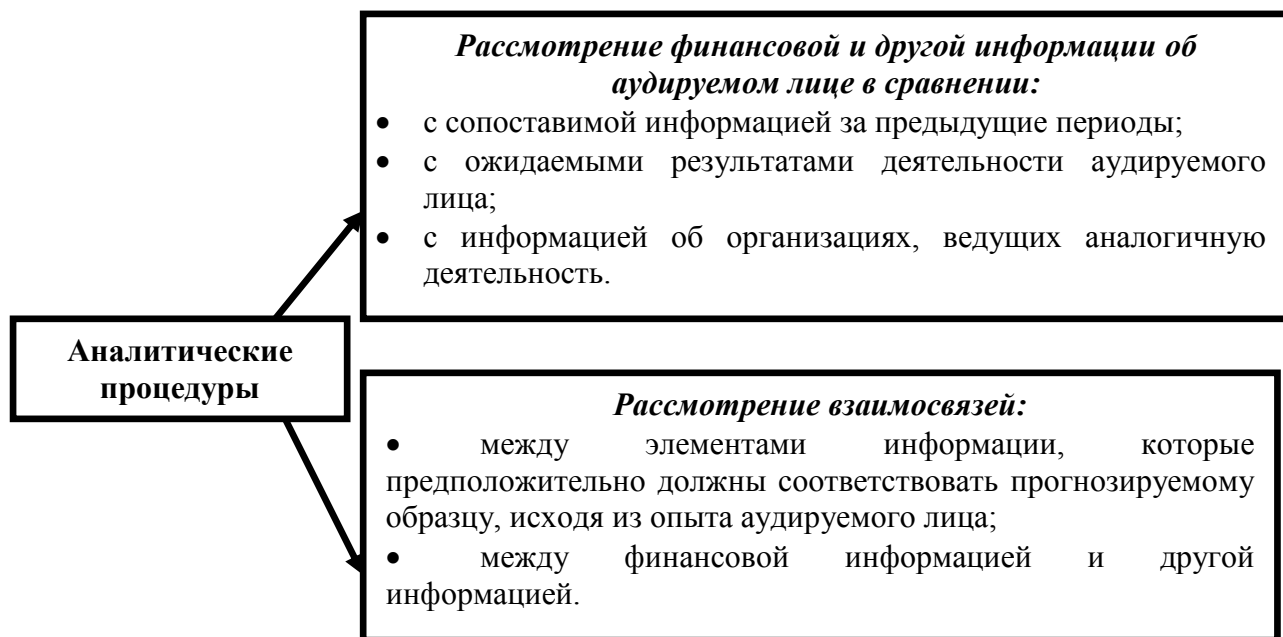 Рассмотрение финансовой и другой информации об
аудируемом лице в сравнении:
• с сопоставимой информацией за предыдущие периоды;
• с ожидаемыми результатами деятельности аудируемого
лица;
• с информацией об организациях, ведущих аналогичную
деятельность.
Аналитические
процедуры
Рассмотрение взаимосвязей:
• между элементами информации, которые
предположительно должны соответствовать прогнозируемому
образцу, исходя из опыта аудируемого лица;
• между финансовой информацией и другой
информацией.